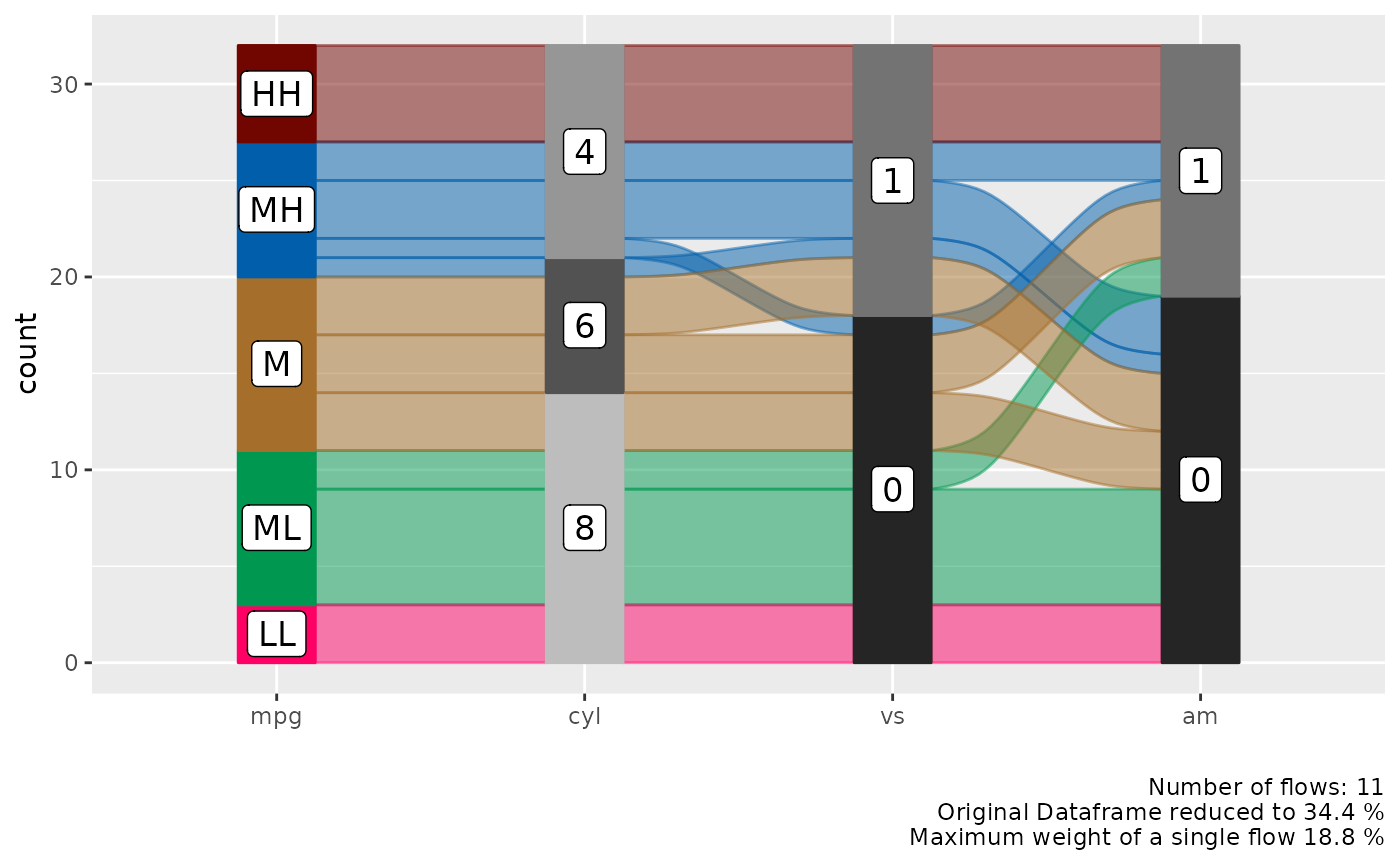 count
30
20
10
0
HH
MH
M
ML
LL
4
6
8
1
0
1
0
mpg cyl vs am
Number of flows: 11
Original Dataframe reduced to 34.4 %
Maximum weight of a single flow 18.8 %